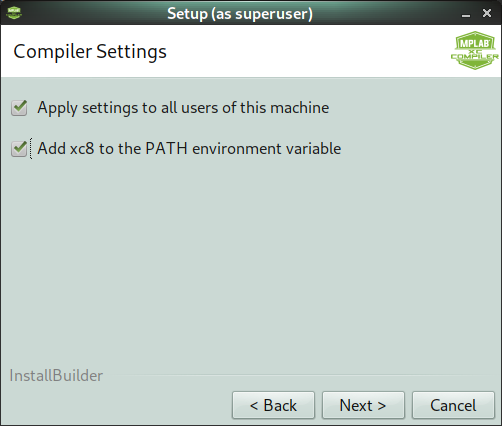 Setup (as superuser)
Compiler Settings
MPLAB
XC
COMPILER
Apply settings to all users of this machine
Add xc8 to the PATH environment variable
InstallBuilder
< Back
Next >
Cancel